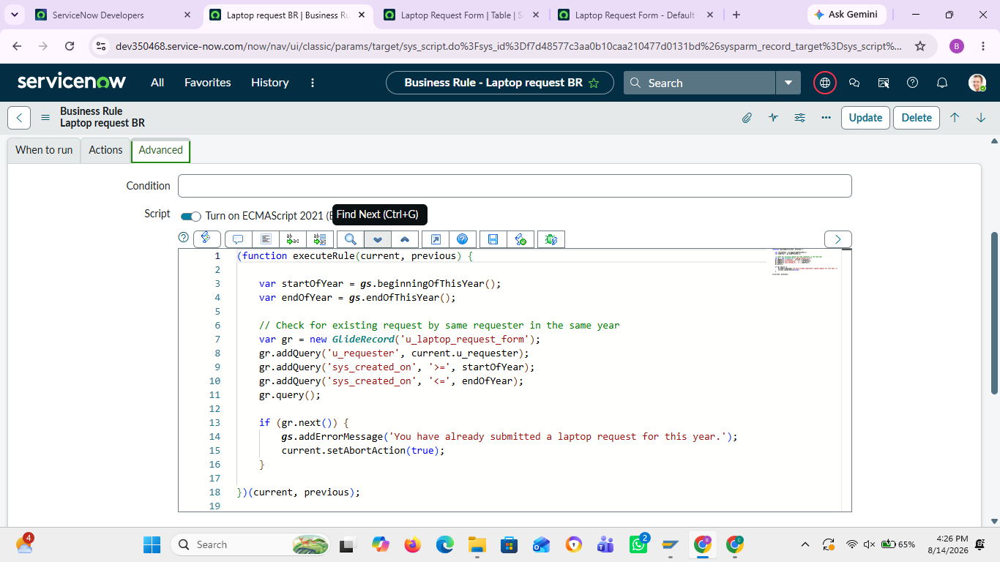 ServiceNow Developers
Laptop request BR | Business Ru
Laptop Request Form | Table | S
Laptop Request Form - Default
Ask Gemini
dev350468.service-now.com/now/nav/ui/classic/params/target/sys_script.do%3Fsys_id%3Df7d48577c3aa0b10caa210477d0131bd%26sysparm_record_target%3Dsys_script%...
B
servicenow
All
Favorites
History
Business Rule - Laptop request BR
Search
Business Rule
Laptop request BR
Update
Delete
When to run
Actions
Advanced
Condition
Script
Turn on ECMAScript 2021 (E
Find Next (Ctrl+G)
1 (function executeRule(current, previous) {
2
3 var startOfYear = gs.beginningOfThisYear();
4 var endOfYear = gs.endOfThisYear();
5
6 // Check for existing request by same requester in the same year
7 var gr = new GlideRecord('u_laptop_request_form');
8 gr.addQuery('u_requester', current.u_requester);
9 gr.addQuery('sys_created_on', '>=', startOfYear);
10 gr.addQuery('sys_created_on', '<=', endOfYear);
11 gr.query();
12
13 if (gr.next()) {
14 gs.addErrorMessage('You have already submitted a laptop request for this year.');
15 current.setAbortAction(true);
16 }
17
18 })(current, previous);
19
4
Search
2
65%
4:26 PM
8/14/2026